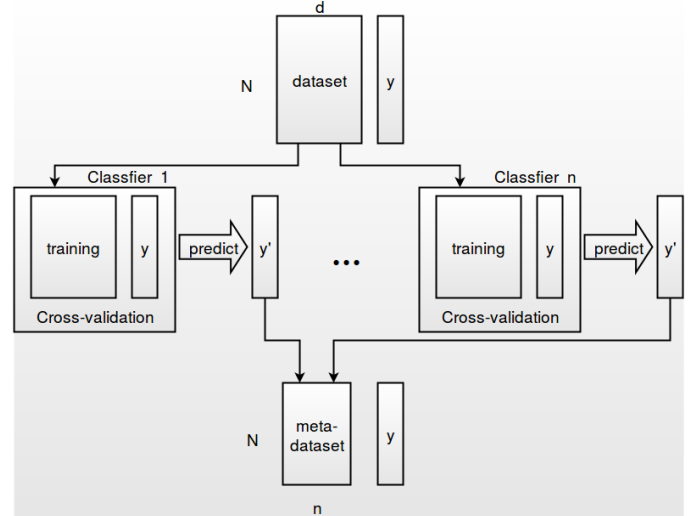 d
N
dataset
y
Classfier 1
Classfier n
training
y
predict
y'
...
training
y
predict
y'
Cross-validation
Cross-validation
N
meta-
dataset
y
n